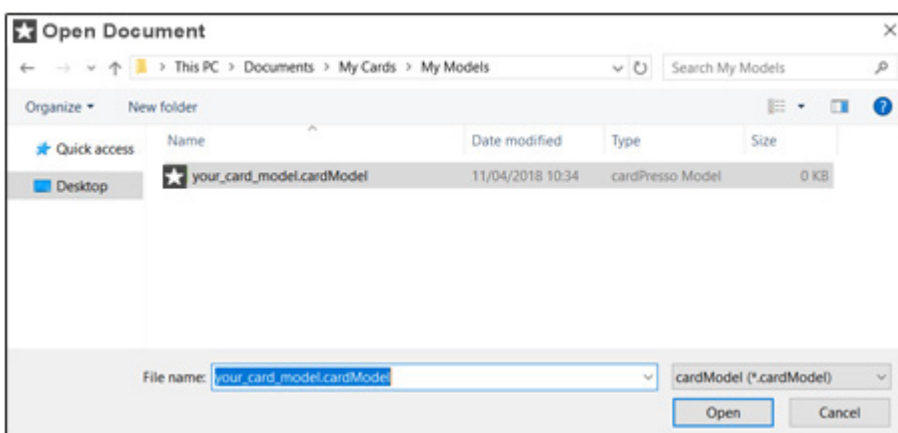 Open Document
This PC > Documents > My Cards > My Models
Search My Models
Organize
New folder
?
Quick access
Desktop
Name Date modified Type Size
your_card_model.cardModel 11/04/2018 10:34 cardPresso Model 0 KB
File name: your_card_model.cardModel
cardModel (*.cardModel)
Open Cancel